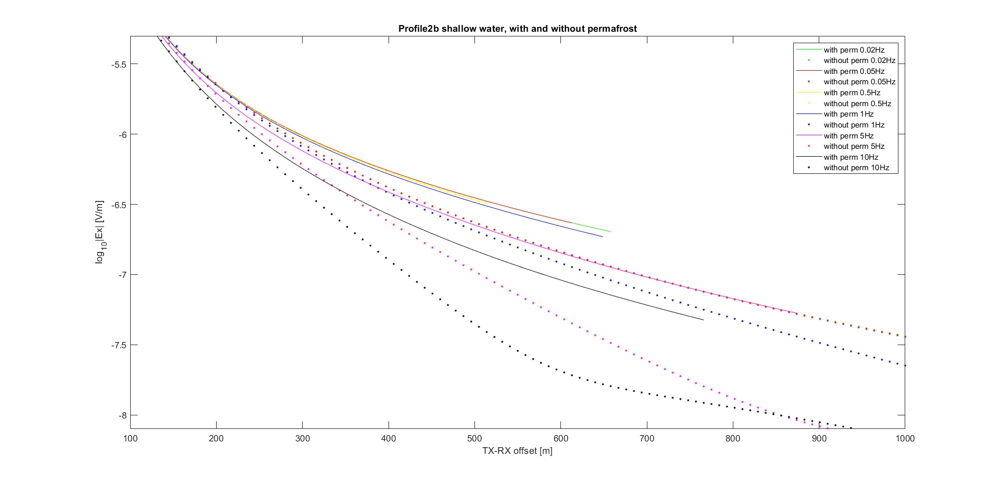 Profile2b shallow water, with and without permafrost
with perm 0.02Hz
without perm 0.02Hz
with perm 0.05Hz
without perm 0.05Hz
with perm 0.5Hz
without perm 0.5Hz
with perm 1Hz
without perm 1Hz
with perm 5Hz
without perm 5Hz
with perm 10Hz
without perm 10Hz
log10|Ex| [V/m]
-5.5
-6
-6.5
-7
-7.5
-8
100 200 300 400 500 600 700 800 900 1000
TX-RX offset [m]